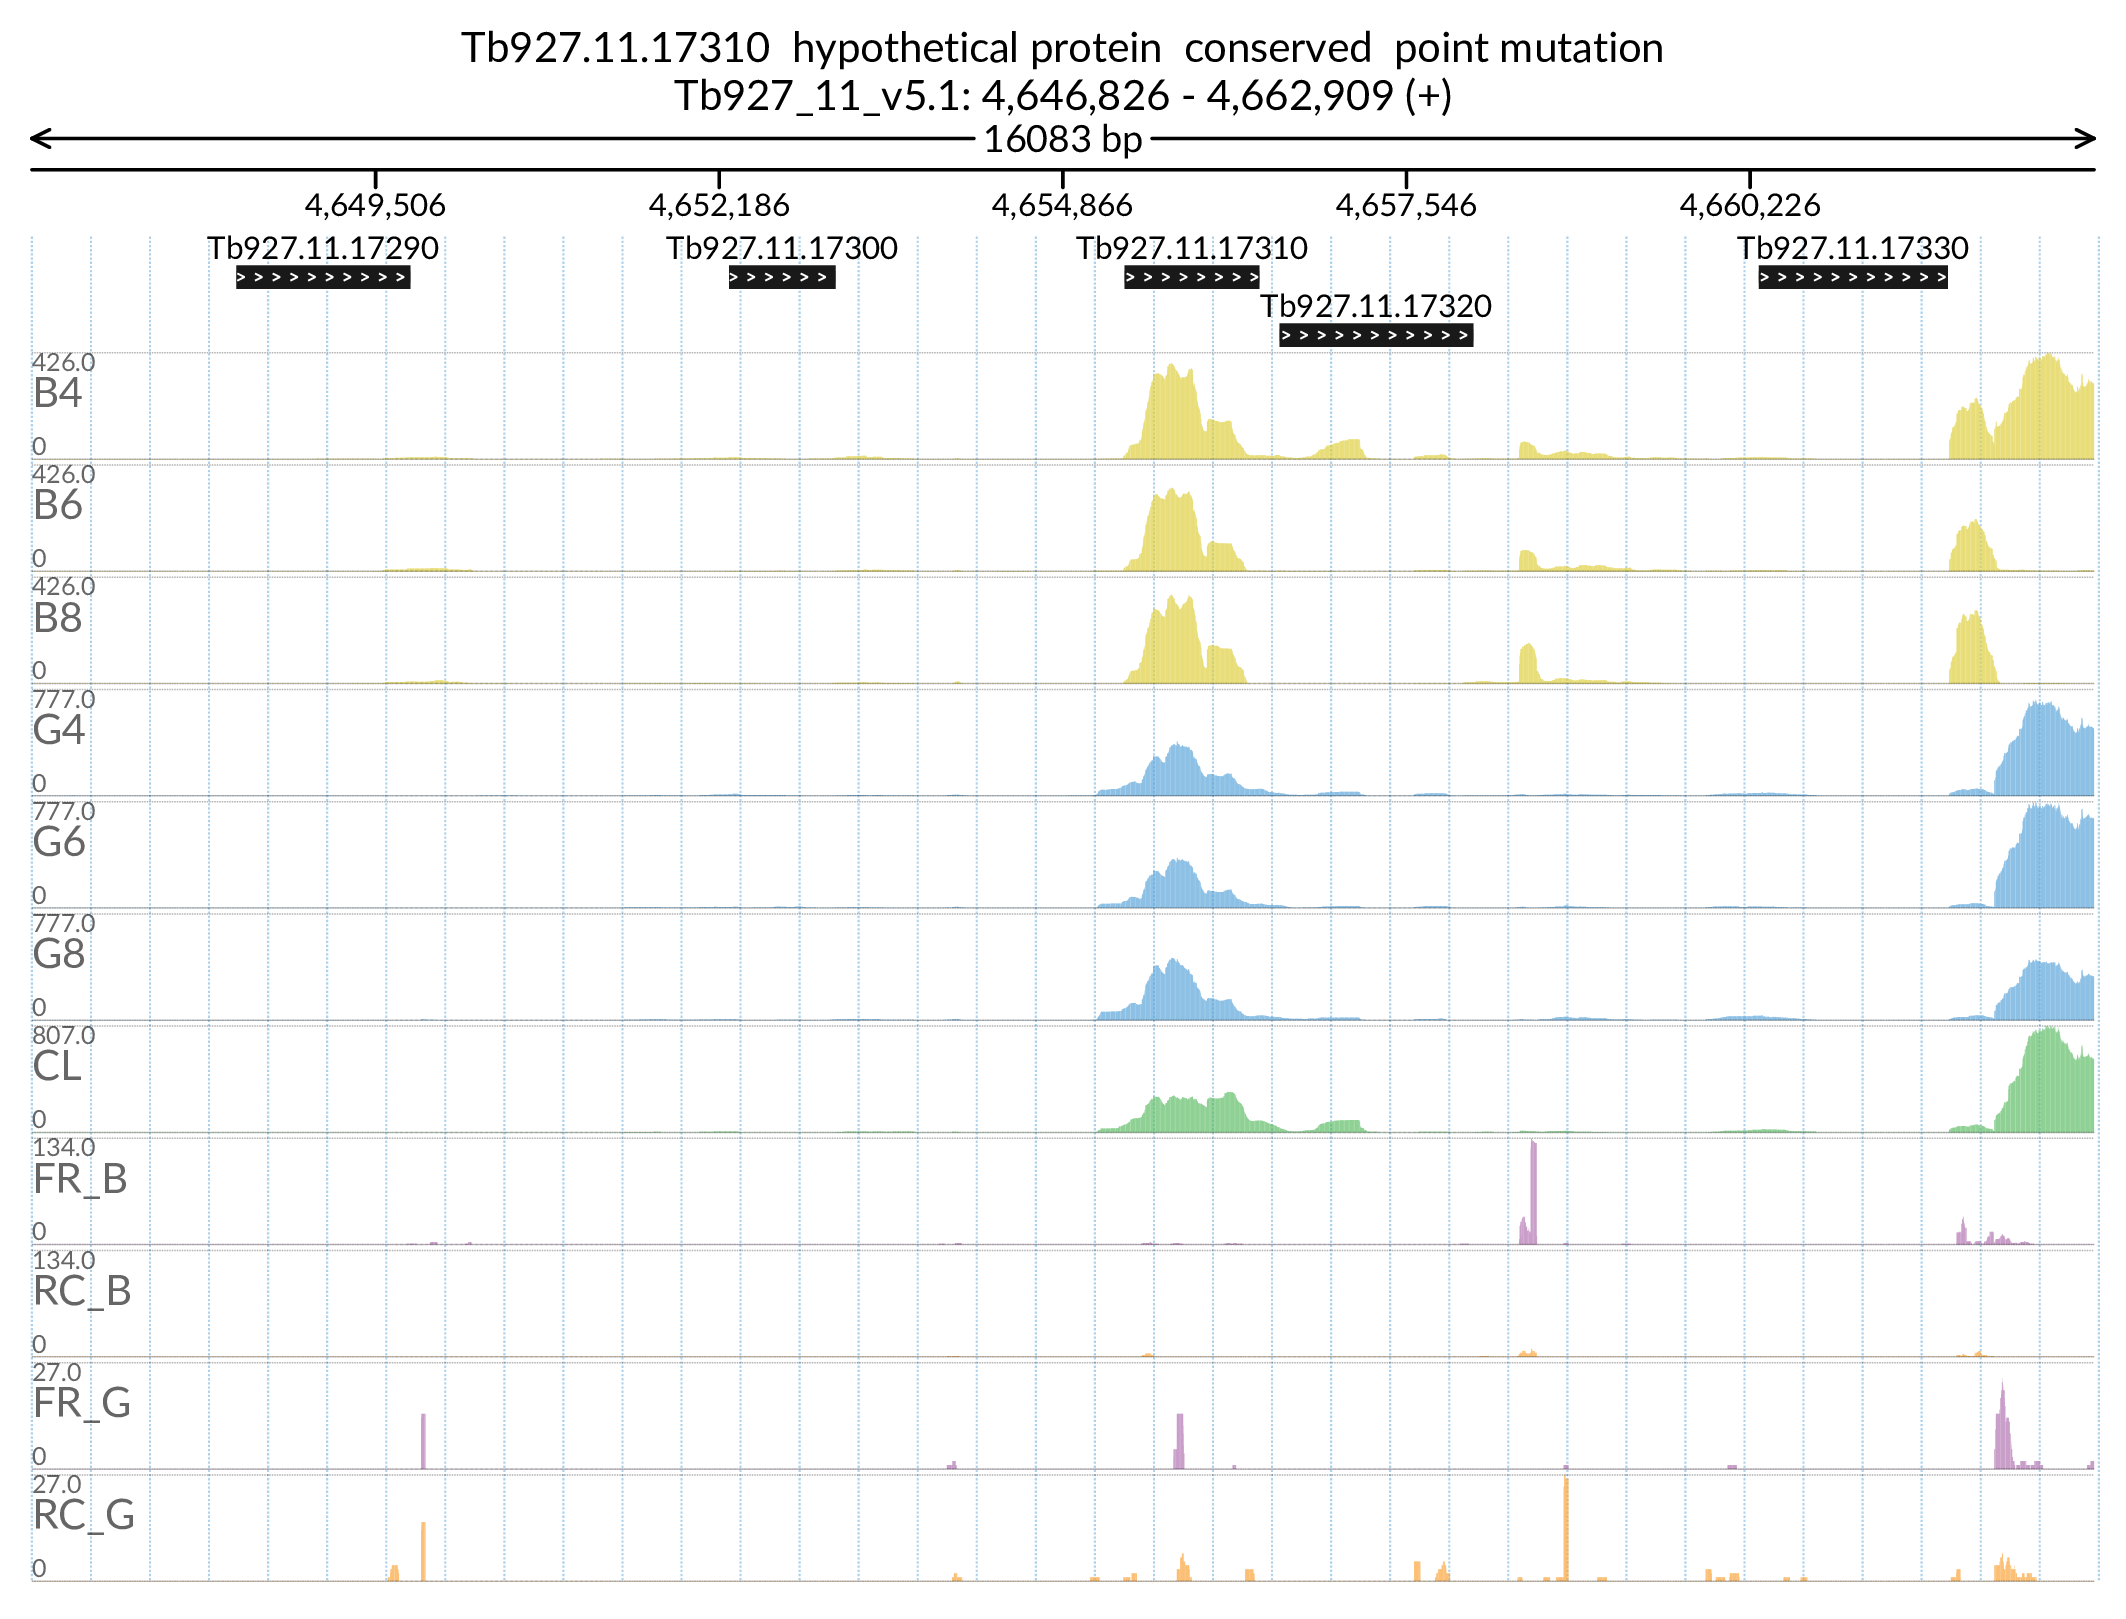 Tb927.11.17310 hypothetical protein conserved point mutation
Tb927_11_v5.1: 4,646,826 - 4,662,909 (+)
16083 bp
4,649,506 4,652,186 4,654,866 4,657,546 4,660,226
Tb927.11.17290 Tb927.11.17300 Tb927.11.17310 Tb927.11.17330
Tb927.11.17320
426.0
B4
0
426.0
B6
0
426.0
B8
0
777.0
G4
0
777.0
G6
0
777.0
G8
0
807.0
CL
0
134.0
FR_B
0
134.0
RC_B
0
27.0
FR_G
0
27.0
RC_G
0